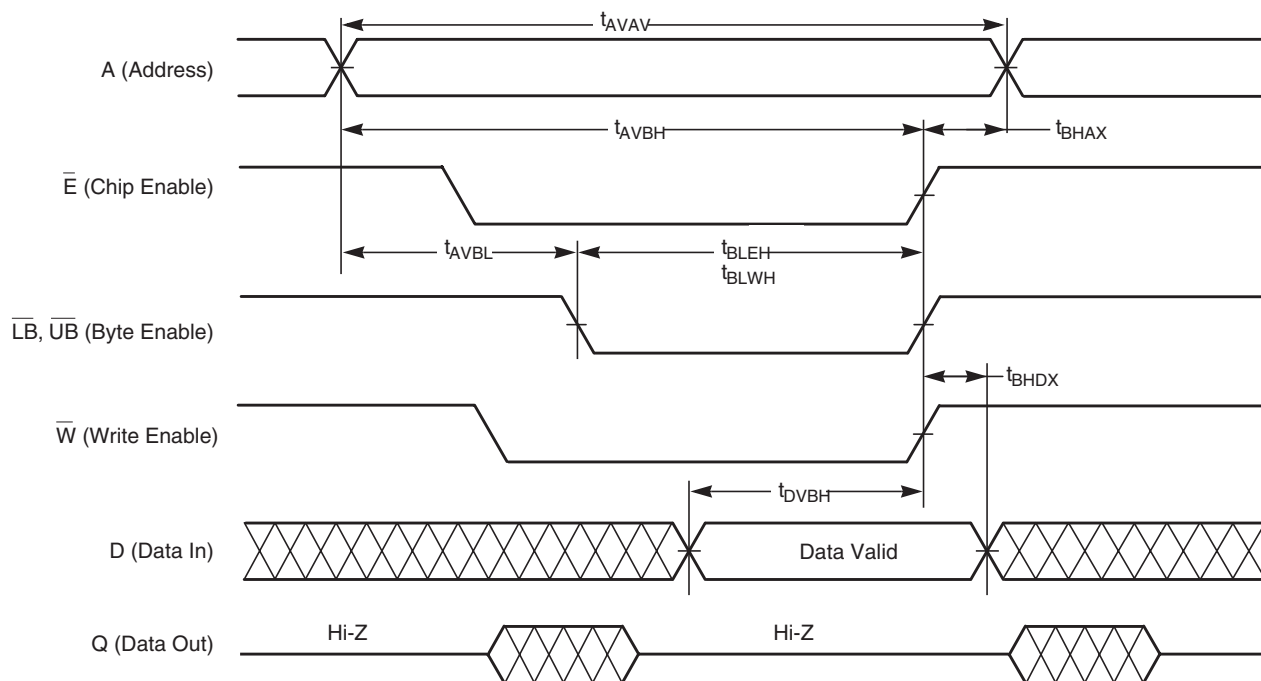 tAVAV
A (Address)
tAVBH
tBHAX
E (Chip Enable)
tAVBL
tBLEH
tBLWH
LB, UB (Byte Enable)
tBHDX
W (Write Enable)
tDVBH
D (Data In)
Data Valid
Q (Data Out)
Hi-Z
Hi-Z